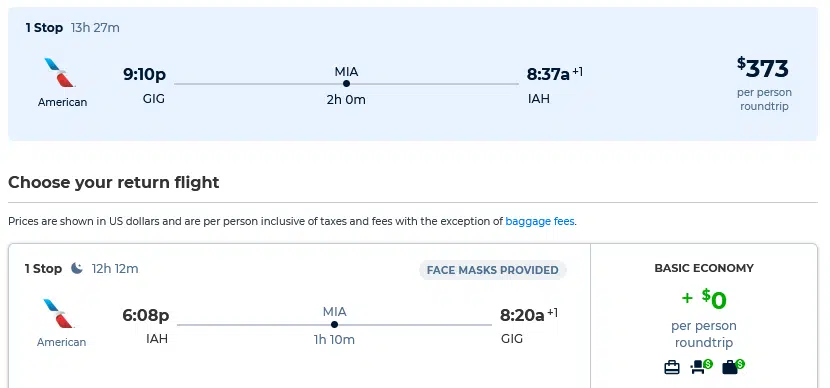 1 Stop 13h 27m
American
9:10p
GIG
MIA
2h 0m
8:37a +1
IAH
$373
per person
roundtrip
Choose your return flight
Prices are shown in US dollars and are per person inclusive of taxes and fees with the exception of baggage fees.
1 Stop 12h 12m
FACE MASKS PROVIDED
American
6:08p
IAH
MIA
1h 10m
8:20a +1
GIG
BASIC ECONOMY
+ $0
per person
roundtrip
$ $